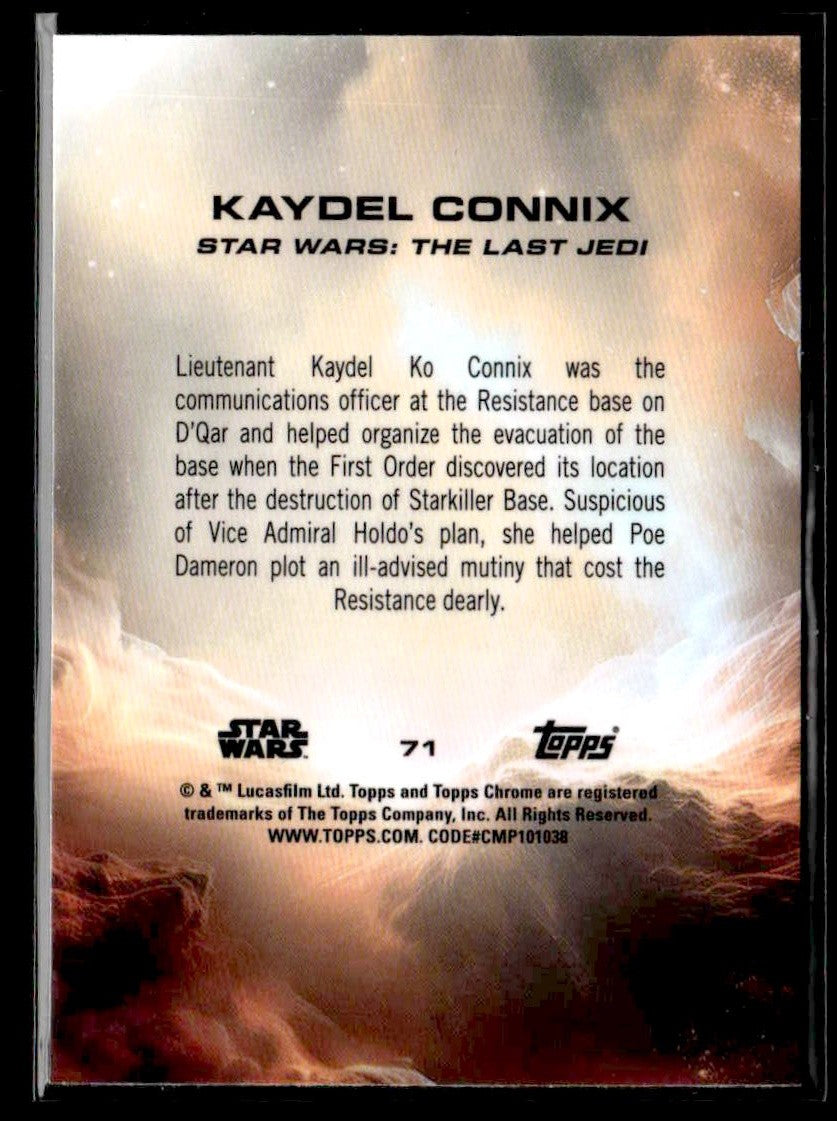 KAYDEL CONNIX
STAR WARS: THE LAST JEDI
Lieutenant Kaydel Ko Connix was the
communications officer at the Resistance base on
D'Qar and helped organize the evacuation of the
base when the First Order discovered its location
after the destruction of Starkiller Base. Suspicious
of Vice Admiral Holdo's plan, she helped Poe
Dameron plot an ill-advised mutiny that cost the
Resistance dearly.
STAR WARS 71 topps®
© & ™ Lucasfilm Ltd. Topps and Topps Chrome are registered
trademarks of The Topps Company, Inc. All Rights Reserved.
WWW.TOPPS.COM. CODE#CMP101038